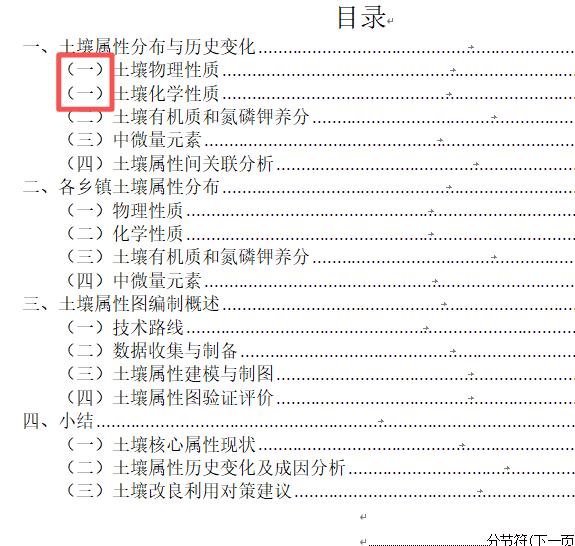 目录
一、土壤属性分布与历史变化
（一）土壤物理性质
（一）土壤化学性质
（二）土壤有机质和氮磷钾养分
（三）中微量元素
（四）土壤属性间关联分析
二、各乡镇土壤属性分布
（一）物理性质
（二）化学性质
（三）土壤有机质和氮磷钾养分
（四）中微量元素
三、土壤属性图编制概述
（一）技术路线
（二）数据收集与制备
（三）土壤属性建模与制图
（四）土壤属性图验证评价
四、小结
（一）土壤核心属性现状
（二）土壤属性历史变化及成因分析
（三）土壤改良利用对策建议
分节符(下一页